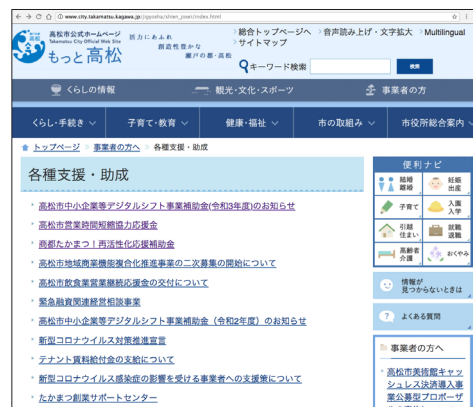 www.city.takamatsu.kagawa.jp/jigyosha/shien_josei/index.html
高松市公式ホームページ
Takamatsu City Official Web Site
もっと高松
活力にあふれ
創造性豊かな
瀬戸の都・高松
総合トップページへ 音声読み上げ・文字拡大 Multilingual
サイトマップ
キーワード検索
検索
くらしの情報
観光・文化・スポーツ
事業者の方
くらし・手続き
子育て・教育
健康・福祉
市の取組み
市役所総合案内
トップページ 事業者の方へ 各種支援・助成
各種支援・助成
高松市中小企業等デジタルシフト事業補助金(令和3年度)のお知らせ
高松市営業時間短縮協力応援金
商都たかまつ！再活性化応援補助金
高松市地域商業機能複合化推進事業の二次募集の開始について
高松市飲食営業継続応援金の交付について
緊急融資関連経営相談事業
高松市中小企業等デジタルシフト事業補助金（令和2年度）のお知らせ
新型コロナウイルス対策推進宣言
テナント賃料給付金の支給について
新型コロナウイルス感染症の影響を受ける事業者への支援策について
たかまつ創業サポートセンター
便利ナビ
結婚
離婚
妊娠
出産
子育て
入園
入学
引越
住まい
就職
退職
高齢者
介護
おくやみ
情報が
見つからないときは
よくある質問
事業者の方へ
高松市美術館キャッ
シュレス決済導入事
業公募型プロポーザ